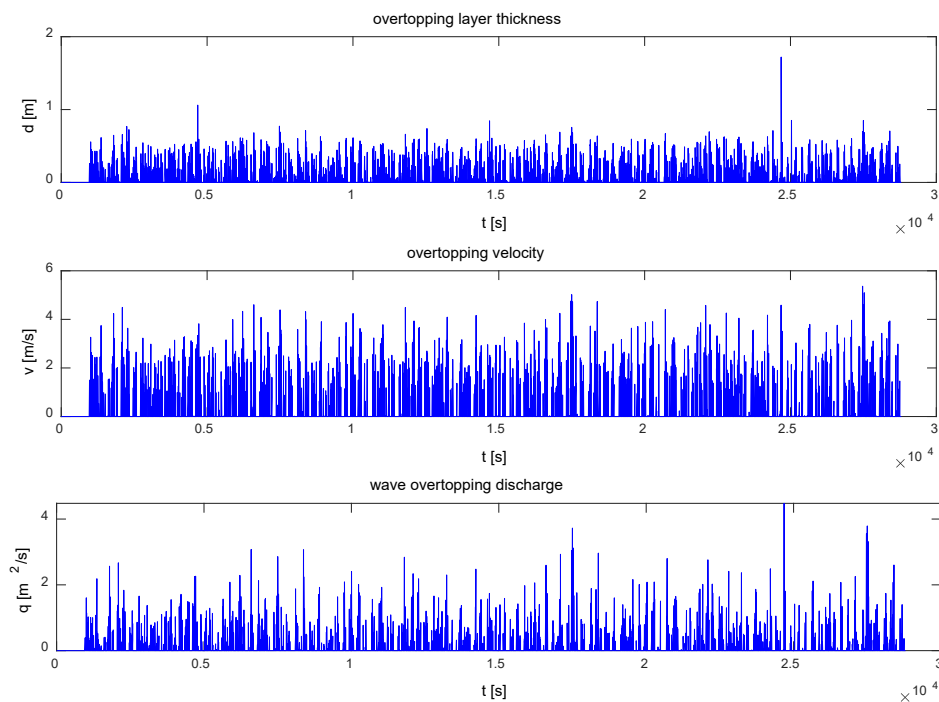 overtopping layer thickness
2
1
0
d [m]
0 0.5 1 1.5 2 2.5 3
t [s]
× 10 4
overtopping velocity
6
4
2
0
v [m/s]
0 0.5 1 1.5 2 2.5 3
t [s]
× 10 4
wave overtopping discharge
4
2
0
q [m 2/s]
0 0.5 1 1.5 2 2.5 3
t [s]
× 10 4